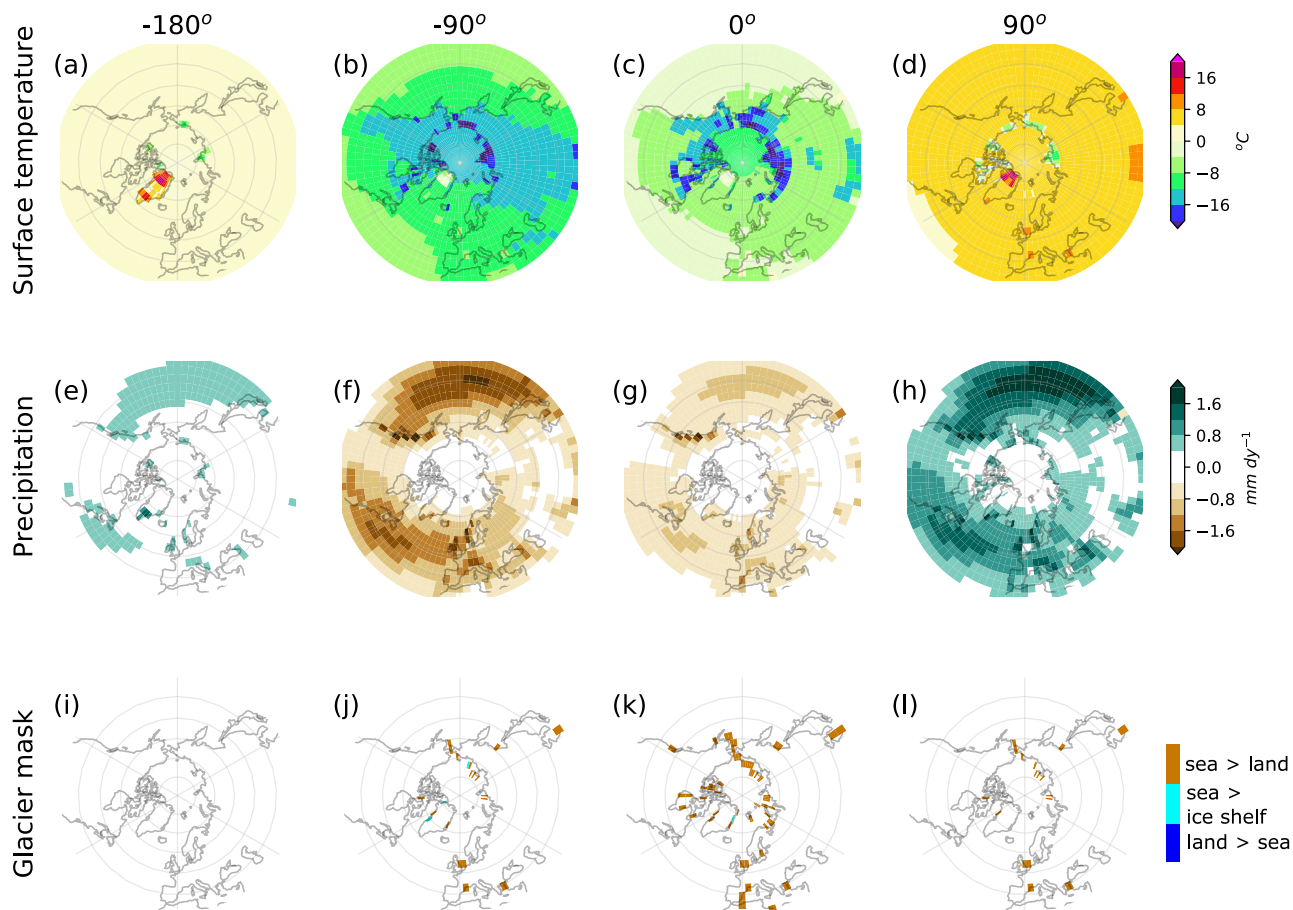 -180° -90° 0° 90°
Surface temperature
(a) (b) (c) (d)
16
8
0
−8
−16
°C
Precipitation
(e) (f) (g) (h)
1.6
0.8
0.0
−0.8
−1.6
mm dy⁻¹
Glacier mask
(i) (j) (k) (l)
sea > land
sea >
ice shelf
land > sea